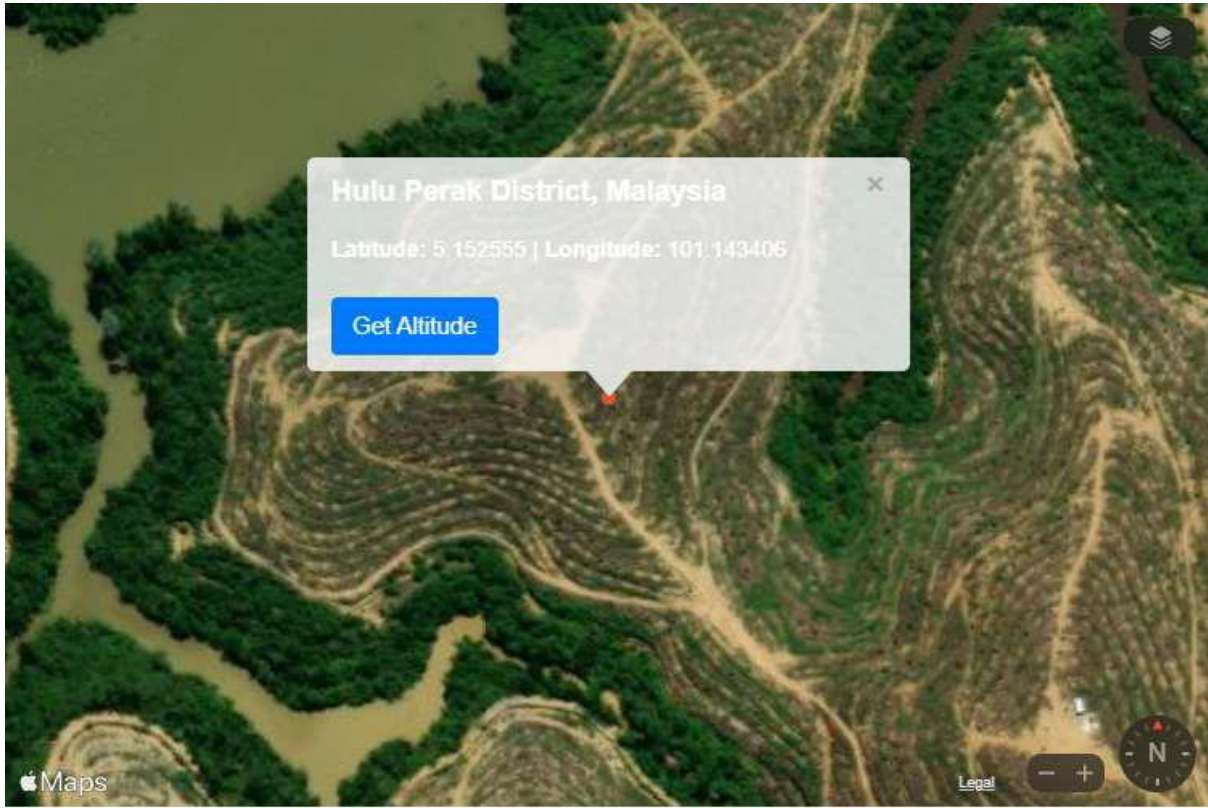 Hulu Perak District, Malaysia
×
Latitude: 5.152555 | Longitude: 101.143406
Get Altitude
Maps
Legal
− +
N